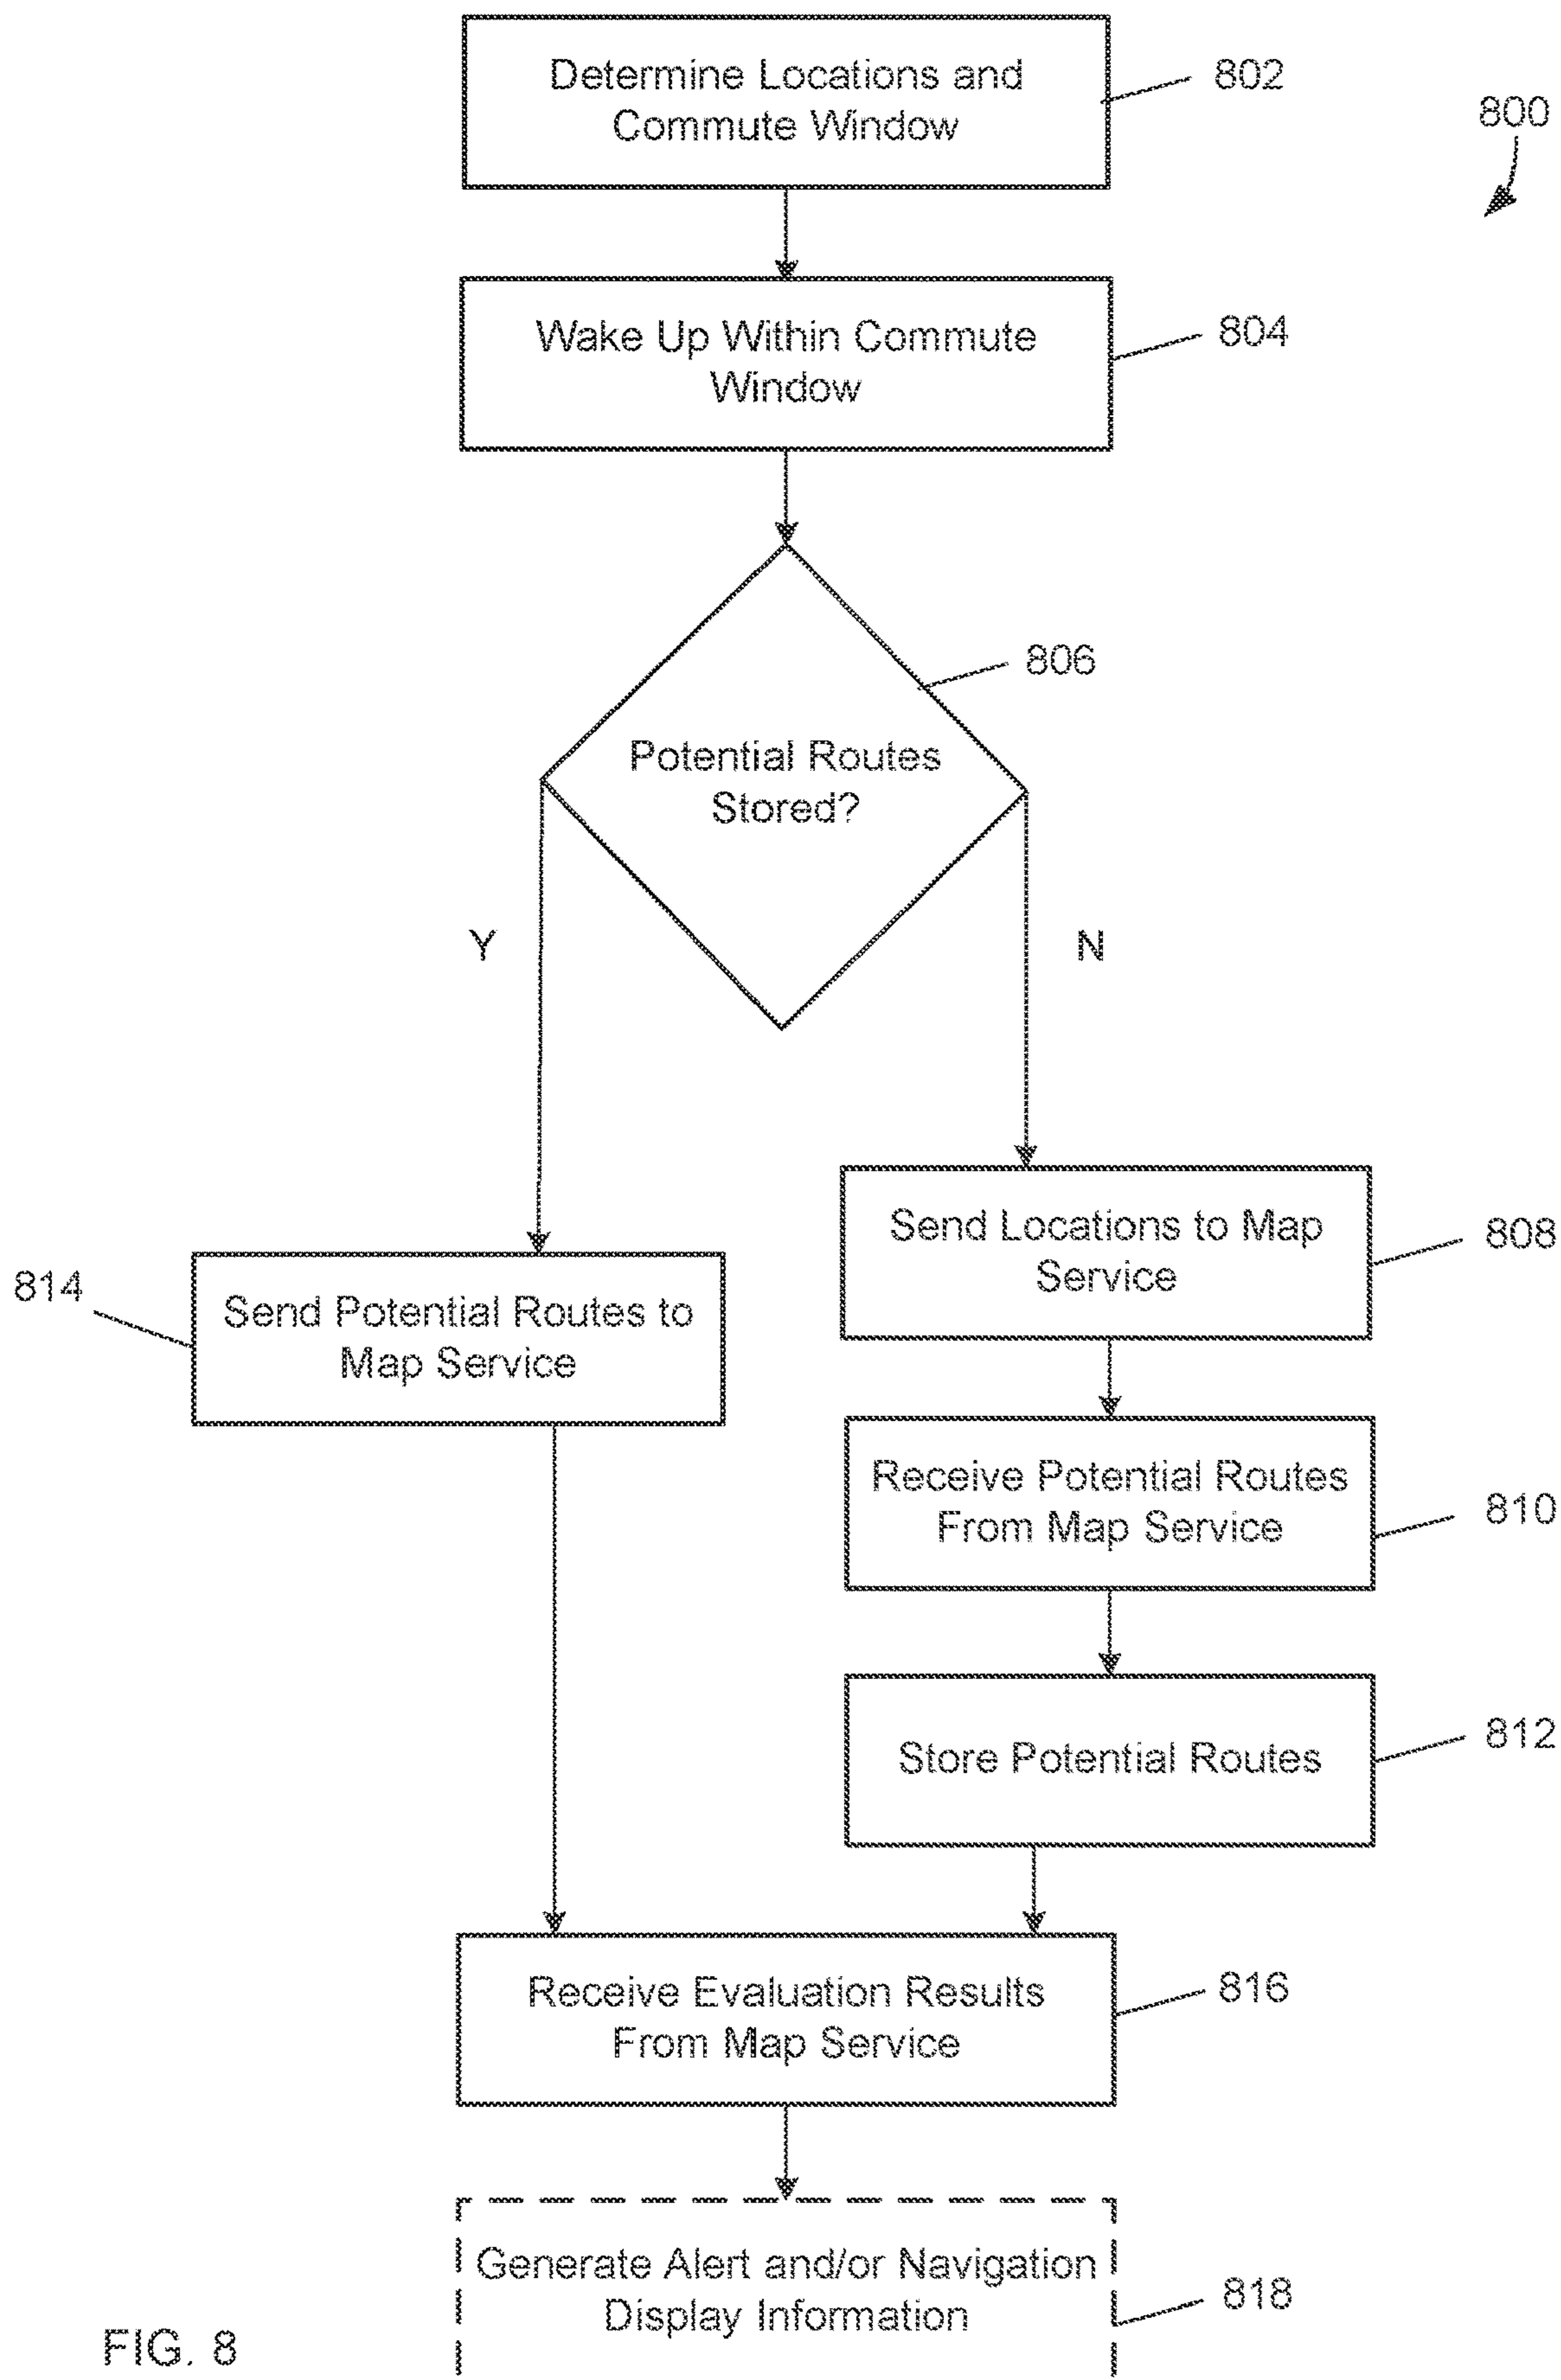 Determine Locations and
Commute Window
802
800
Wake Up Within Commute
Window
804
806
Potential Routes
Stored?
Y
N
Send Locations to Map
Service
808
814
Send Potential Routes to
Map Service
Receive Potential Routes
From Map Service
810
Store Potential Routes
812
Receive Evaluation Results
From Map Service
816
Generate Alert and/or Navigation
Display Information
818
FIG. 8